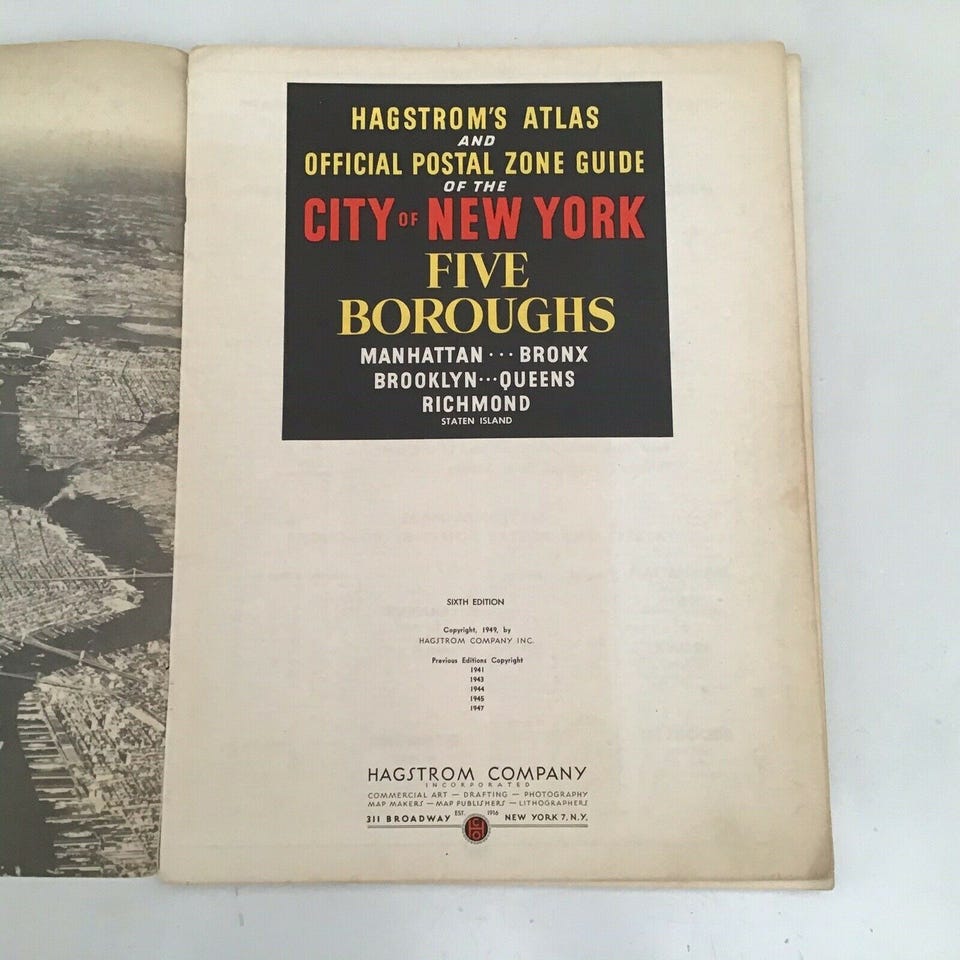 HAGSTROM'S ATLAS
AND
OFFICIAL POSTAL ZONE GUIDE
OF THE
CITY OF NEW YORK
FIVE
BOROUGHS
MANHATTAN ··· BRONX
BROOKLYN ··· QUEENS
RICHMOND
STATEN ISLAND
SIXTH EDITION
Copyright, 1949, by
HAGSTROM COMPANY INC.
Previous Editions Copyright
1941
1943
1944
1945
1947
HAGSTROM COMPANY
INCORPORATED
COMMERCIAL ART — DRAFTING — PHOTOGRAPHY
MAP MAKERS — MAP PUBLISHERS — LITHOGRAPHERS
311 BROADWAY EST. 1916 NEW YORK 7, N.Y.